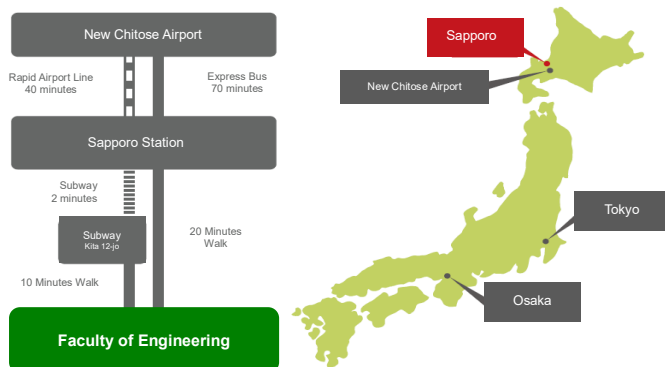 New Chitose Airport
Rapid Airport Line
40 minutes
Express Bus
70 minutes
Sapporo Station
Subway
2 minutes
Subway
Kita 12-jo
20 Minutes
Walk
10 Minutes Walk
Faculty of Engineering
Sapporo
New Chitose Airport
Tokyo
Osaka